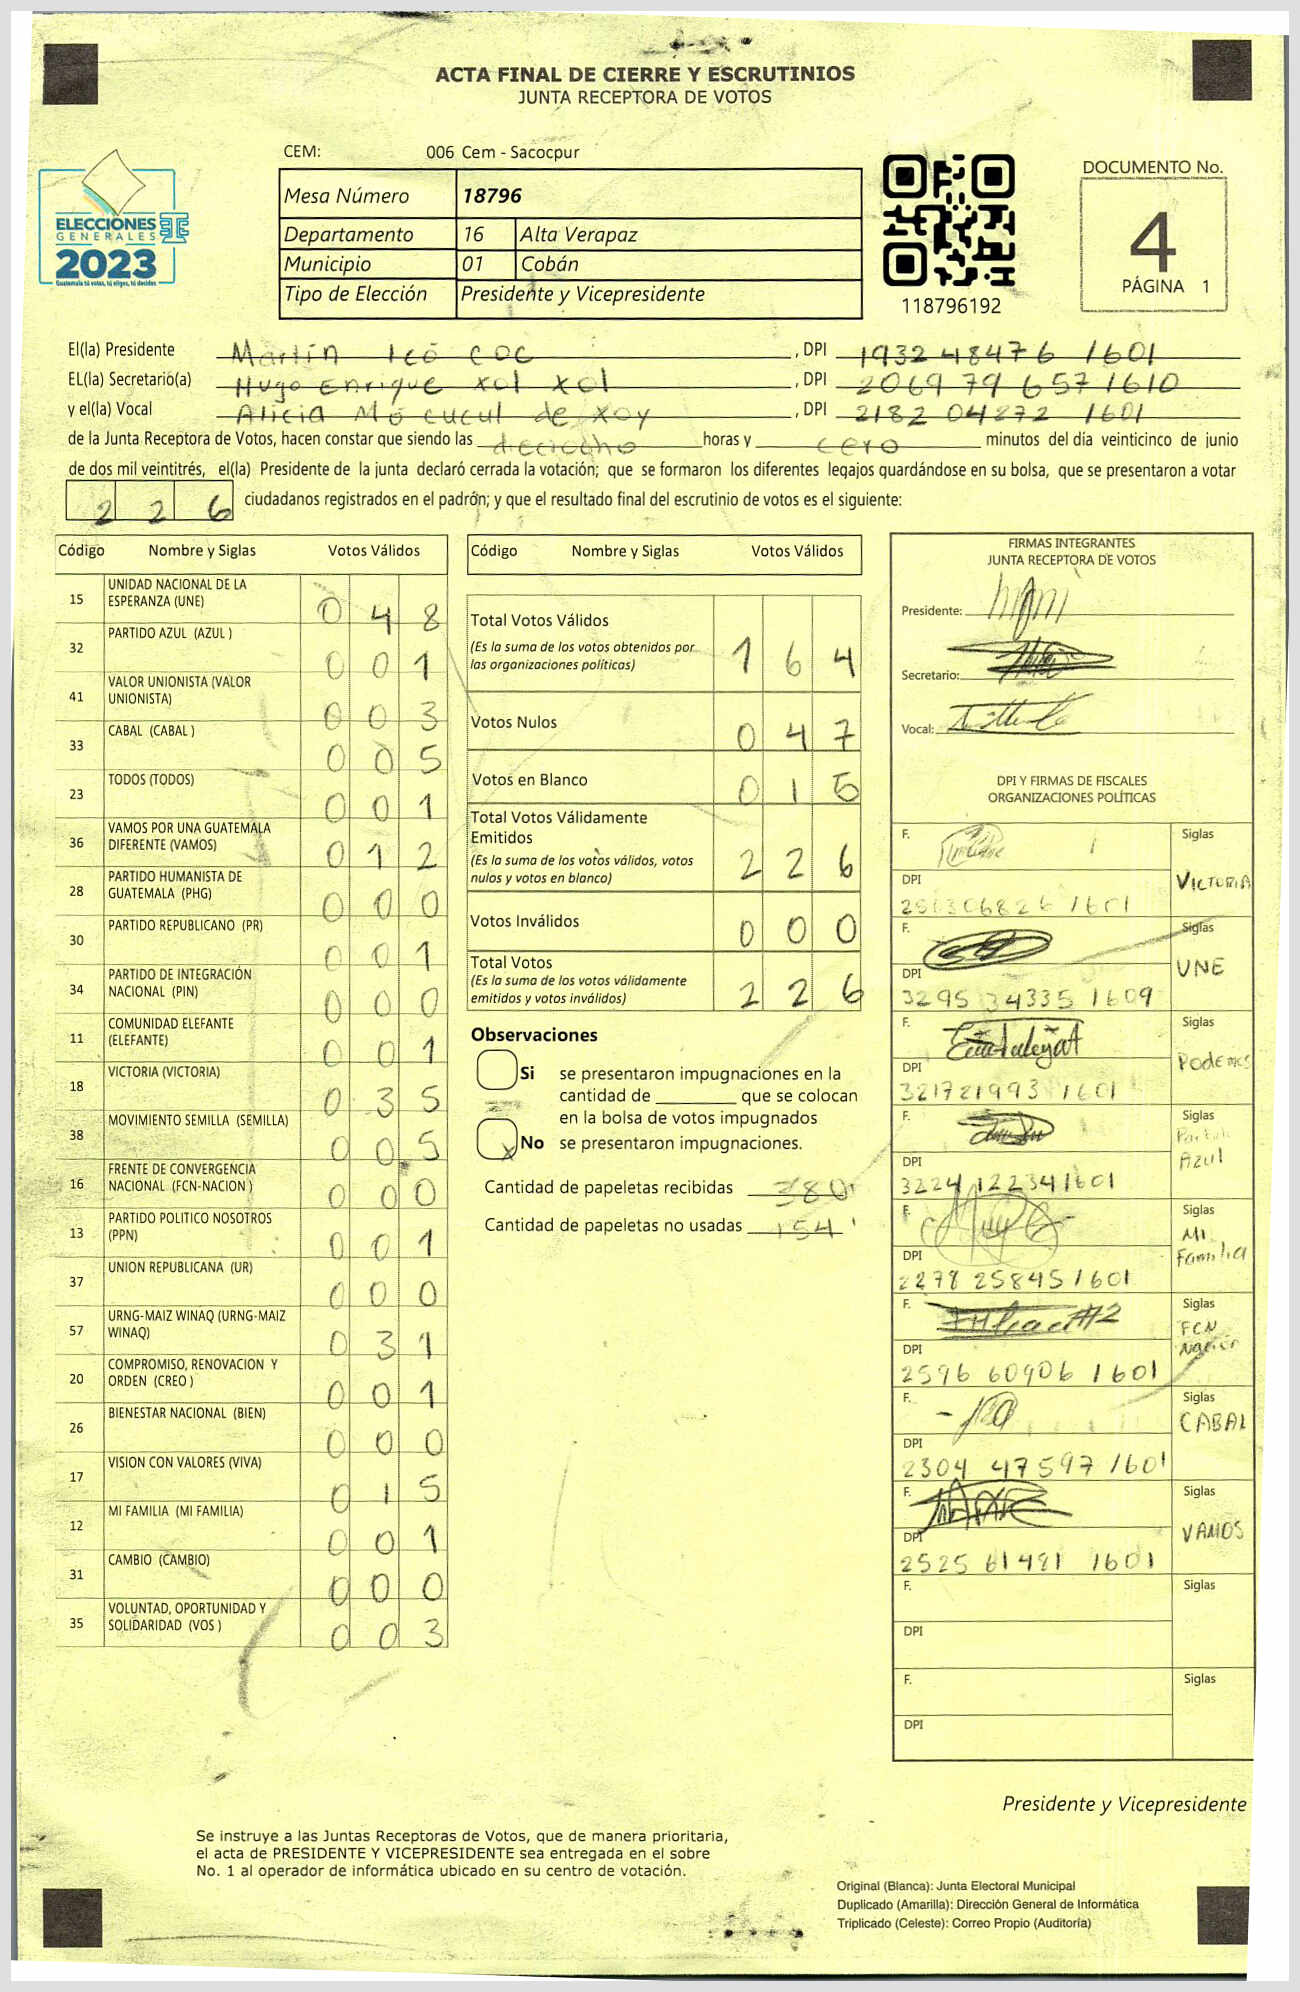 ACTA FINAL DE CIERRE Y ESCRUTINIOS
JUNTA RECEPTORA DE VOTOS
CEM: 006 Cem - Sacocpur
Mesa Número 18796
Departamento 16 Alta Verapaz
Municipio 01 Cobán
Tipo de Elección Presidente y Vicepresidente
ELECCIONES
GENERALES
2023
Guatemala tú votas, tú eliges, tú decides
118796192
DOCUMENTO No.
4
PÁGINA 1
El(la) Presidente Martín Icó COC , DPI 1932 48476 1601
EL(la) Secretario(a) Hugo Enrique xol xol , DPI 2069 79 657 1610
y el(la) Vocal Alicia Mó cucul de xoy , DPI 2182 04272 1601
de la Junta Receptora de Votos, hacen constar que siendo las deciocho horas y cero minutos del día veinticinco de junio
de dos mil veintitrés, el(la) Presidente de la junta declaró cerrada la votación; que se formaron los diferentes legajos guardándose en su bolsa, que se presentaron a votar
226 ciudadanos registrados en el padrón; y que el resultado final del escrutinio de votos es el siguiente:
Código Nombre y Siglas Votos Válidos
15 UNIDAD NACIONAL DE LA ESPERANZA (UNE) 0 4 8
32 PARTIDO AZUL (AZUL ) 0 0 1
41 VALOR UNIONISTA (VALOR UNIONISTA) 0 0 3
33 CABAL (CABAL ) 0 0 5
23 TODOS (TODOS) 0 0 1
36 VAMOS POR UNA GUATEMALA DIFERENTE (VAMOS) 0 1 2
28 PARTIDO HUMANISTA DE GUATEMALA (PHG) 0 0 0
30 PARTIDO REPUBLICANO (PR) 0 0 1
34 PARTIDO DE INTEGRACIÓN NACIONAL (PIN) 0 0 0
11 COMUNIDAD ELEFANTE (ELEFANTE) 0 0 1
18 VICTORIA (VICTORIA) 0 3 5
38 MOVIMIENTO SEMILLA (SEMILLA) 0 0 5
16 FRENTE DE CONVERGENCIA NACIONAL (FCN-NACION ) 0 0 0
13 PARTIDO POLITICO NOSOTROS (PPN) 0 0 1
37 UNION REPUBLICANA (UR) 0 0 0
57 URNG-MAIZ WINAQ (URNG-MAIZ WINAQ) 0 3 1
20 COMPROMISO, RENOVACION Y ORDEN (CREO ) 0 0 1
26 BIENESTAR NACIONAL (BIEN) 0 0 0
17 VISION CON VALORES (VIVA) 0 1 5
12 MI FAMILIA (MI FAMILIA) 0 0 1
31 CAMBIO (CAMBIO) 0 0 0
35 VOLUNTAD, OPORTUNIDAD Y SOLIDARIDAD (VOS ) 0 0 3
Código Nombre y Siglas Votos Válidos
Total Votos Válidos 1 6 4
(Es la suma de los votos obtenidos por
las organizaciones políticas)
Votos Nulos 0 4 7
Votos en Blanco 0 1 5
Total Votos Válidamente
Emitidos 2 2 6
(Es la suma de los votos válidos, votos
nulos y votos en blanco)
Votos Inválidos 0 0 0
Total Votos 2 2 6
(Es la suma de los votos válidamente
emitidos y votos inválidos)
Observaciones
Si se presentaron impugnaciones en la
cantidad de ________ que se colocan
en la bolsa de votos impugnados
X No se presentaron impugnaciones.
Cantidad de papeletas recibidas 380
Cantidad de papeletas no usadas 154
FIRMAS INTEGRANTES
JUNTA RECEPTORA DE VOTOS
Presidente:
Secretario:
Vocal:
DPI Y FIRMAS DE FISCALES
ORGANIZACIONES POLÍTICAS
F. Siglas VICTORIA
DPI
F. Siglas UNE
DPI 3295 34335 1609
F. Siglas Podemos
DPI 321721993 1601
F. Siglas Partido Azul
DPI 3224 12234 1601
F. Siglas Mi Familia
DPI 2278 25845 1601
F. Siglas FCN Nación
DPI 2596 60906 1601
F. Siglas CABAL
DPI 2304 47597 1601
F. Siglas VAMOS
DPI 2525 61481 1601
F. Siglas
DPI
F. Siglas
DPI
Presidente y Vicepresidente
Se instruye a las Juntas Receptoras de Votos, que de manera prioritaria,
el acta de PRESIDENTE Y VICEPRESIDENTE sea entregada en el sobre
No. 1 al operador de informática ubicado en su centro de votación.
Original (Blanca): Junta Electoral Municipal
Duplicado (Amarilla): Dirección General de Informática
Triplicado (Celeste): Correo Propio (Auditoría)